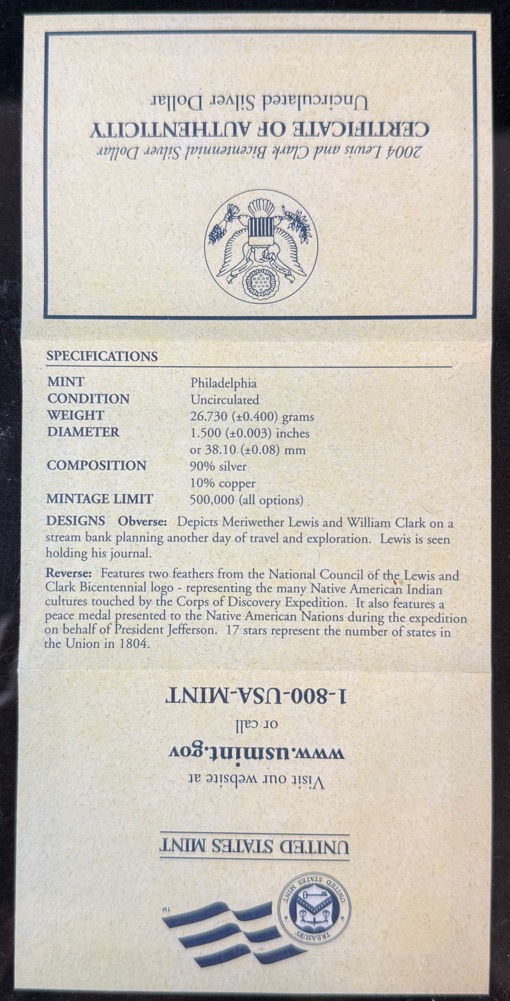 2004 Lewis and Clark Bicentennial Silver Dollar
CERTIFICATE OF AUTHENTICITY
Uncirculated Silver Dollar
SPECIFICATIONS
MINT Philadelphia
CONDITION Uncirculated
WEIGHT 26.730 (±0.400) grams
DIAMETER 1.500 (±0.003) inches
or 38.10 (±0.08) mm
COMPOSITION 90% silver
10% copper
MINTAGE LIMIT 500,000 (all options)
DESIGNS Obverse: Depicts Meriwether Lewis and William Clark on a
stream bank planning another day of travel and exploration. Lewis is seen
holding his journal.
Reverse: Features two feathers from the National Council of the Lewis and
Clark Bicentennial logo - representing the many Native American Indian
cultures touched by the Corps of Discovery Expedition. It also features a
peace medal presented to the Native American Nations during the expedition
on behalf of President Jefferson. 17 stars represent the number of states in
the Union in 1804.
TREASURY
UNITED STATES MINT
TM
UNITED STATES MINT
Visit our website at
www.usmint.gov
or call
1-800-USA-MINT